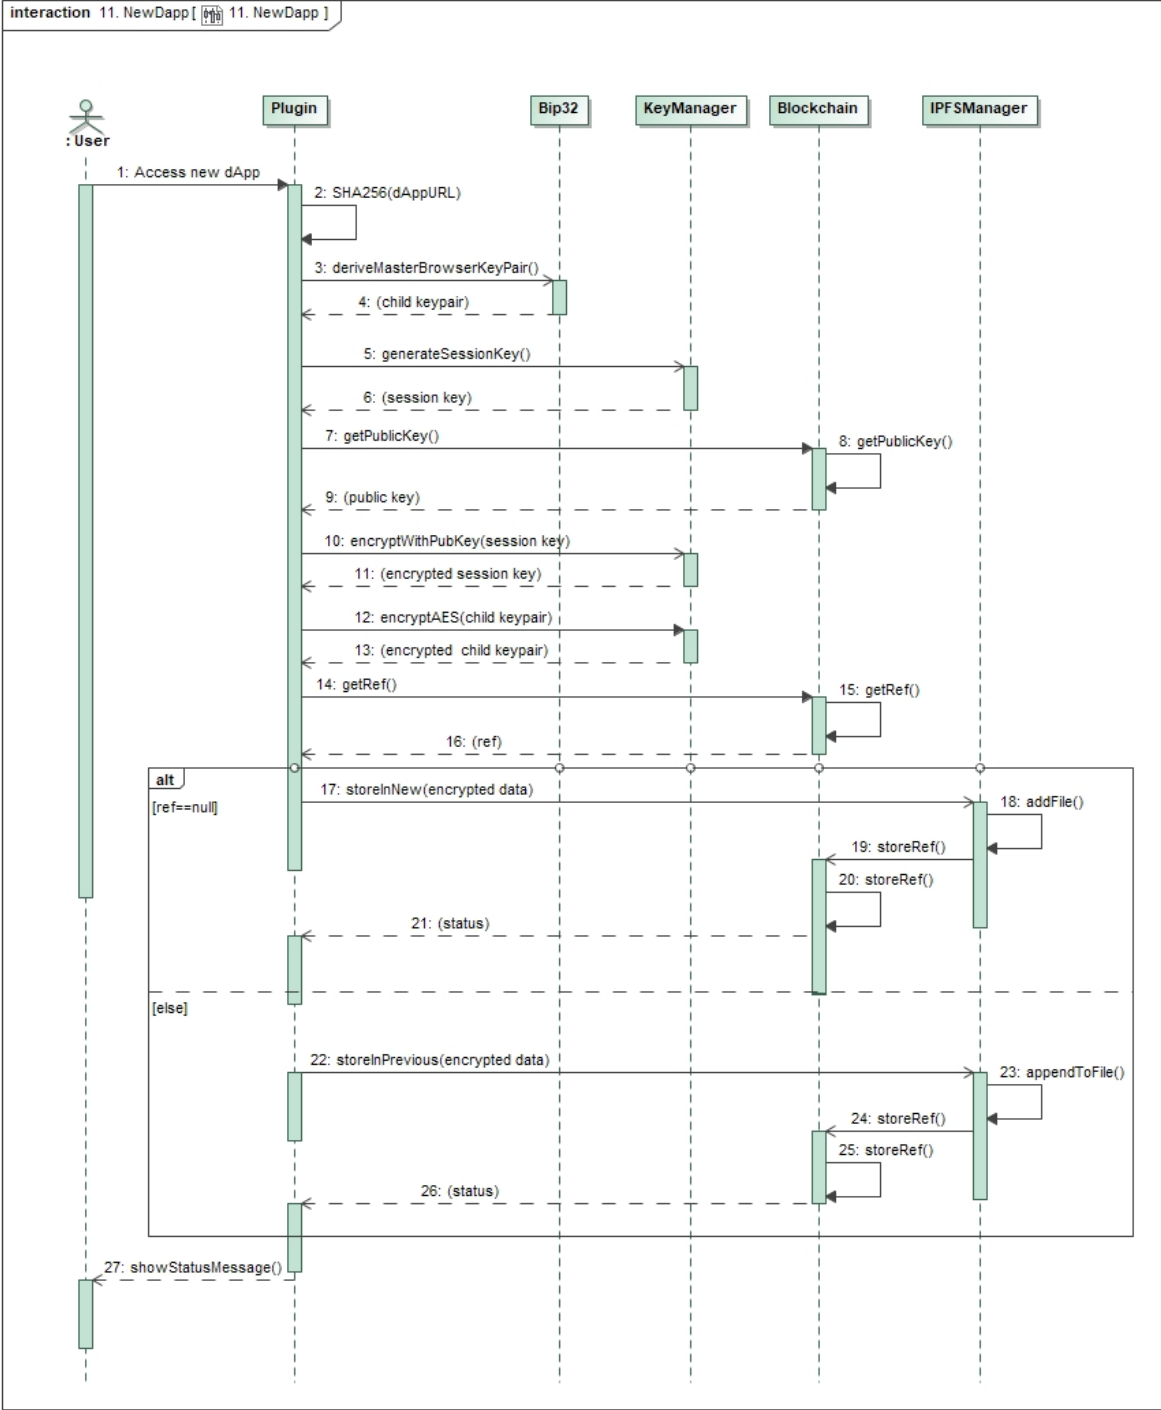 interaction 11. NewDapp [ 11. NewDapp ]
: User
Plugin
Bip32
KeyManager
Blockchain
IPFSManager
1: Access new dApp
2: SHA256(dAppURL)
3: deriveMasterBrowserKeyPair()
4: (child keypair)
5: generateSessionKey()
6: (session key)
7: getPublicKey()
8: getPublicKey()
9: (public key)
10: encryptWithPubKey(session key)
11: (encrypted session key)
12: encryptAES(child keypair)
13: (encrypted child keypair)
14: getRef()
15: getRef()
16: (ref)
alt
[ref==null]
17: storeInNew(encrypted data)
18: addFile()
19: storeRef()
20: storeRef()
21: (status)
[else]
22: storeInPrevious(encrypted data)
23: appendToFile()
24: storeRef()
25: storeRef()
26: (status)
27: showStatusMessage()